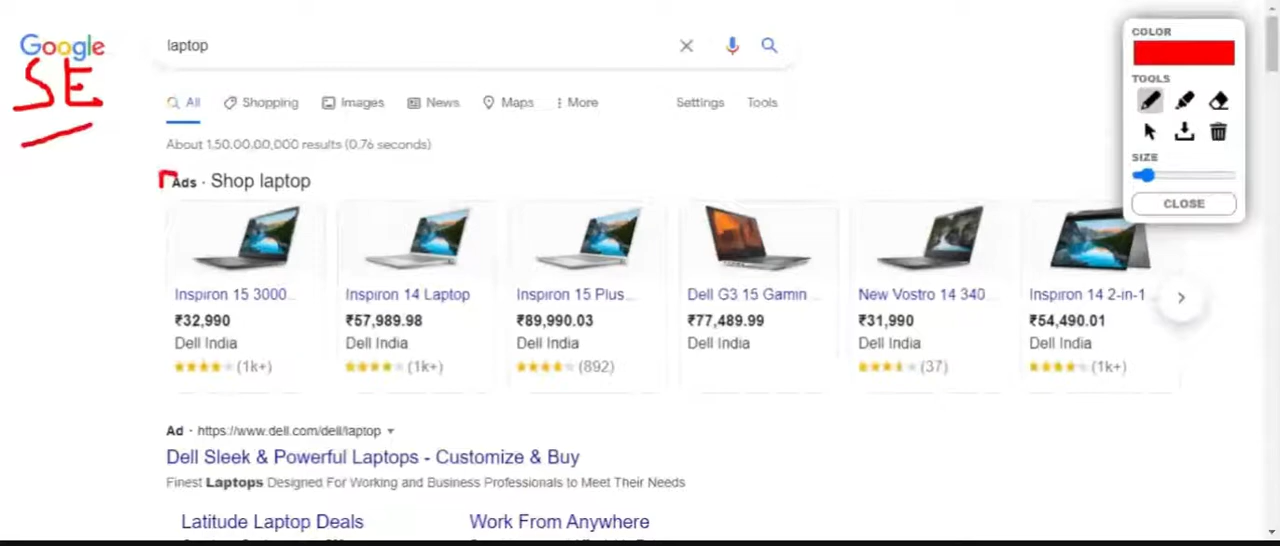 Google
laptop
SE
All Shopping Images News Maps More Settings Tools
About 1,50,00,00,000 results (0.76 seconds)
Ads · Shop laptop
Inspiron 15 3000...
₹32,990
Dell India
(1k+)
Inspiron 14 Laptop
₹57,989.98
Dell India
(1k+)
Inspiron 15 Plus...
₹89,990.03
Dell India
(892)
Dell G3 15 Gamin...
₹77,489.99
Dell India
New Vostro 14 340...
₹31,990
Dell India
(37)
Inspiron 14 2-in-1
₹54,490.01
Dell India
(1k+)
Ad · https://www.dell.com/dell/laptop
Dell Sleek & Powerful Laptops - Customize & Buy
Finest Laptops Designed For Working and Business Professionals to Meet Their Needs
Latitude Laptop Deals
Work From Anywhere
COLOR
TOOLS
SIZE
CLOSE